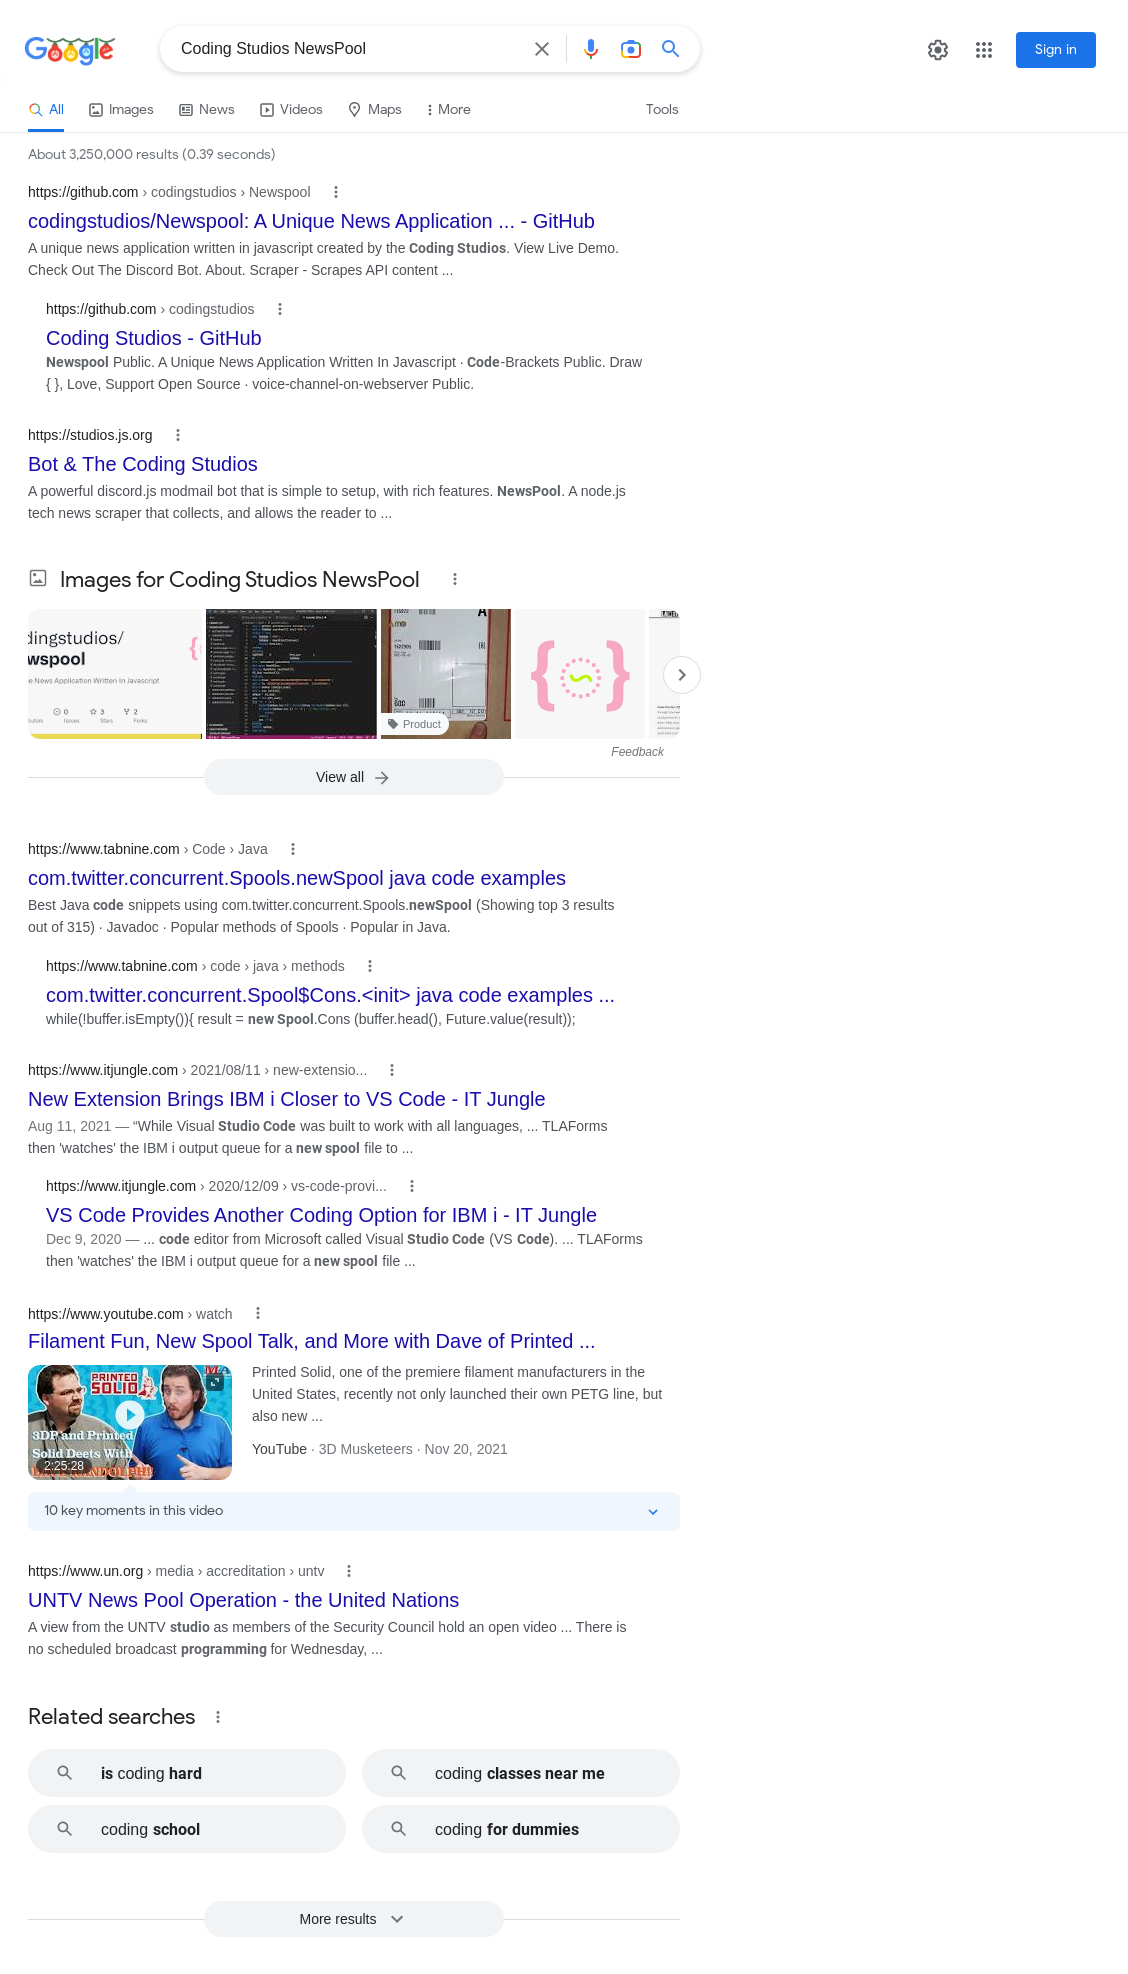 Google
Coding Studios NewsPool
Sign in
All
Images
News
Videos
Maps
More
Tools
About 3,250,000 results (0.39 seconds)
https://github.com › codingstudios › Newspool
codingstudios/Newspool: A Unique News Application ... - GitHub
A unique news application written in javascript created by the Coding Studios. View Live Demo.
Check Out The Discord Bot. About. Scraper - Scrapes API content ...
https://github.com › codingstudios
Coding Studios - GitHub
Newspool Public. A Unique News Application Written In Javascript · Code-Brackets Public. Draw
{ }, Love, Support Open Source · voice-channel-on-webserver Public.
https://studios.js.org
Bot & The Coding Studios
A powerful discord.js modmail bot that is simple to setup, with rich features. NewsPool. A node.js
tech news scraper that collects, and allows the reader to ...
Images for Coding Studios NewsPool
dingstudios/
wspool
e News Application Written In Javascript
0
Issues
3
Stars
2
Forks
Product
Feedback
View all
https://www.tabnine.com › Code › Java
com.twitter.concurrent.Spools.newSpool java code examples
Best Java code snippets using com.twitter.concurrent.Spools.newSpool (Showing top 3 results
out of 315) · Javadoc · Popular methods of Spools · Popular in Java.
https://www.tabnine.com › code › java › methods
com.twitter.concurrent.Spool$Cons.<init> java code examples ...
while(!buffer.isEmpty()){ result = new Spool.Cons (buffer.head(), Future.value(result));
https://www.itjungle.com › 2021/08/11 › new-extensio...
New Extension Brings IBM i Closer to VS Code - IT Jungle
Aug 11, 2021 — “While Visual Studio Code was built to work with all languages, ... TLAForms
then 'watches' the IBM i output queue for a new spool file to ...
https://www.itjungle.com › 2020/12/09 › vs-code-provi...
VS Code Provides Another Coding Option for IBM i - IT Jungle
Dec 9, 2020 — ... code editor from Microsoft called Visual Studio Code (VS Code). ... TLAForms
then 'watches' the IBM i output queue for a new spool file ...
https://www.youtube.com › watch
Filament Fun, New Spool Talk, and More with Dave of Printed ...
PRINTED
SOLID
3DP and Printed
Solid Deets With
2:25:28
Printed Solid, one of the premiere filament manufacturers in the
United States, recently not only launched their own PETG line, but
also new ...
YouTube · 3D Musketeers · Nov 20, 2021
10 key moments in this video
https://www.un.org › media › accreditation › untv
UNTV News Pool Operation - the United Nations
A view from the UNTV studio as members of the Security Council hold an open video ... There is
no scheduled broadcast programming for Wednesday, ...
Related searches
is coding hard
coding classes near me
coding school
coding for dummies
More results